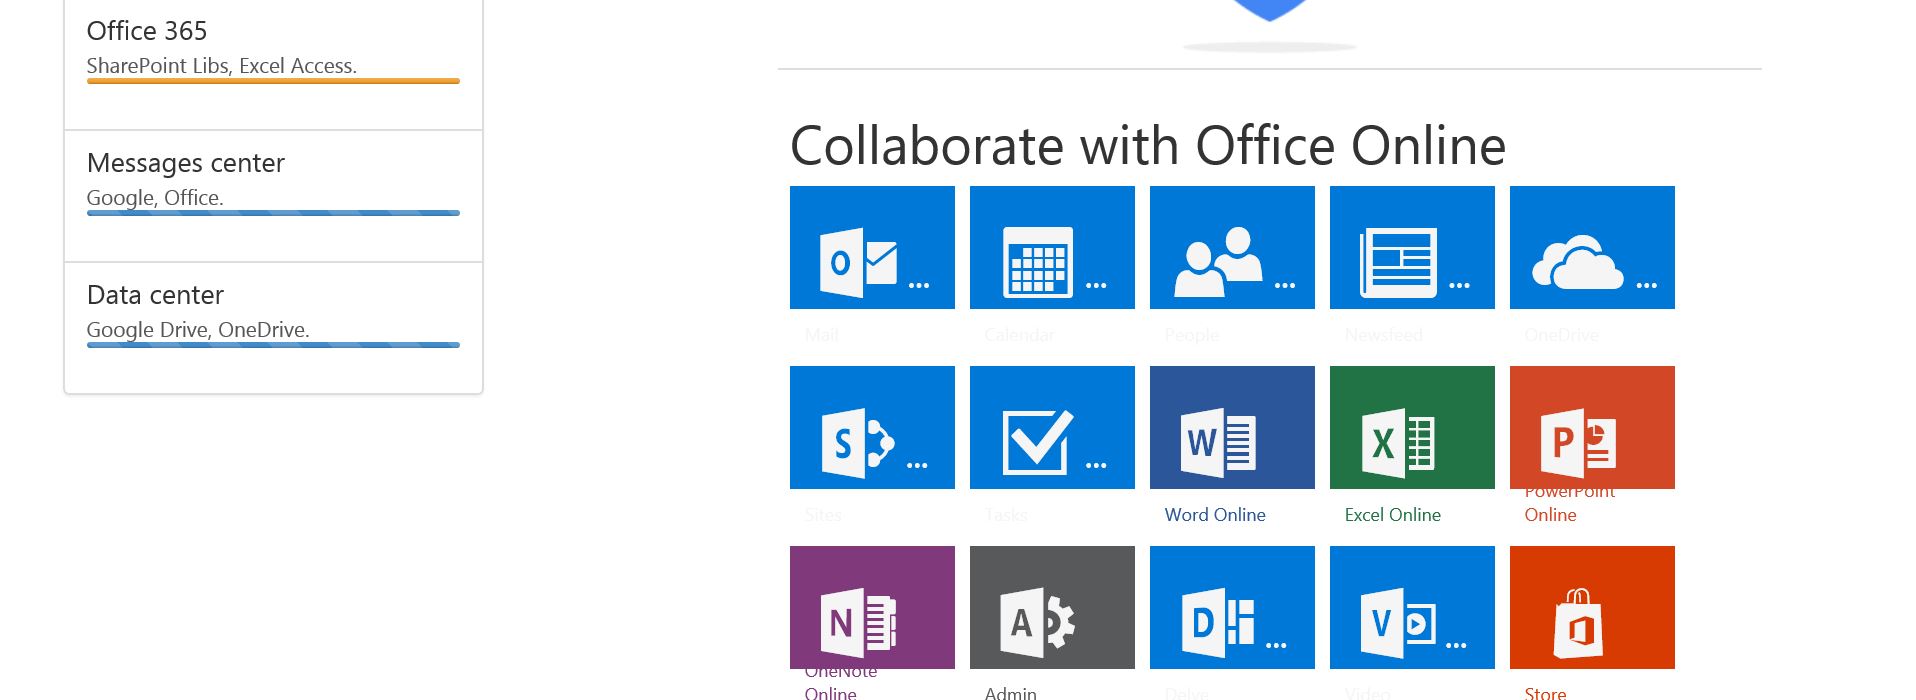 Office 365
SharePoint Libs, Excel Access.
Messages center
Google, Office.
Data center
Google Drive, OneDrive.
Collaborate with Office Online
Mail
Calendar
People
Newsfeed
OneDrive
Sites
Tasks
Word Online
Excel Online
PowerPoint
Online
OneNote
Online
Admin
Delve
Video
Store